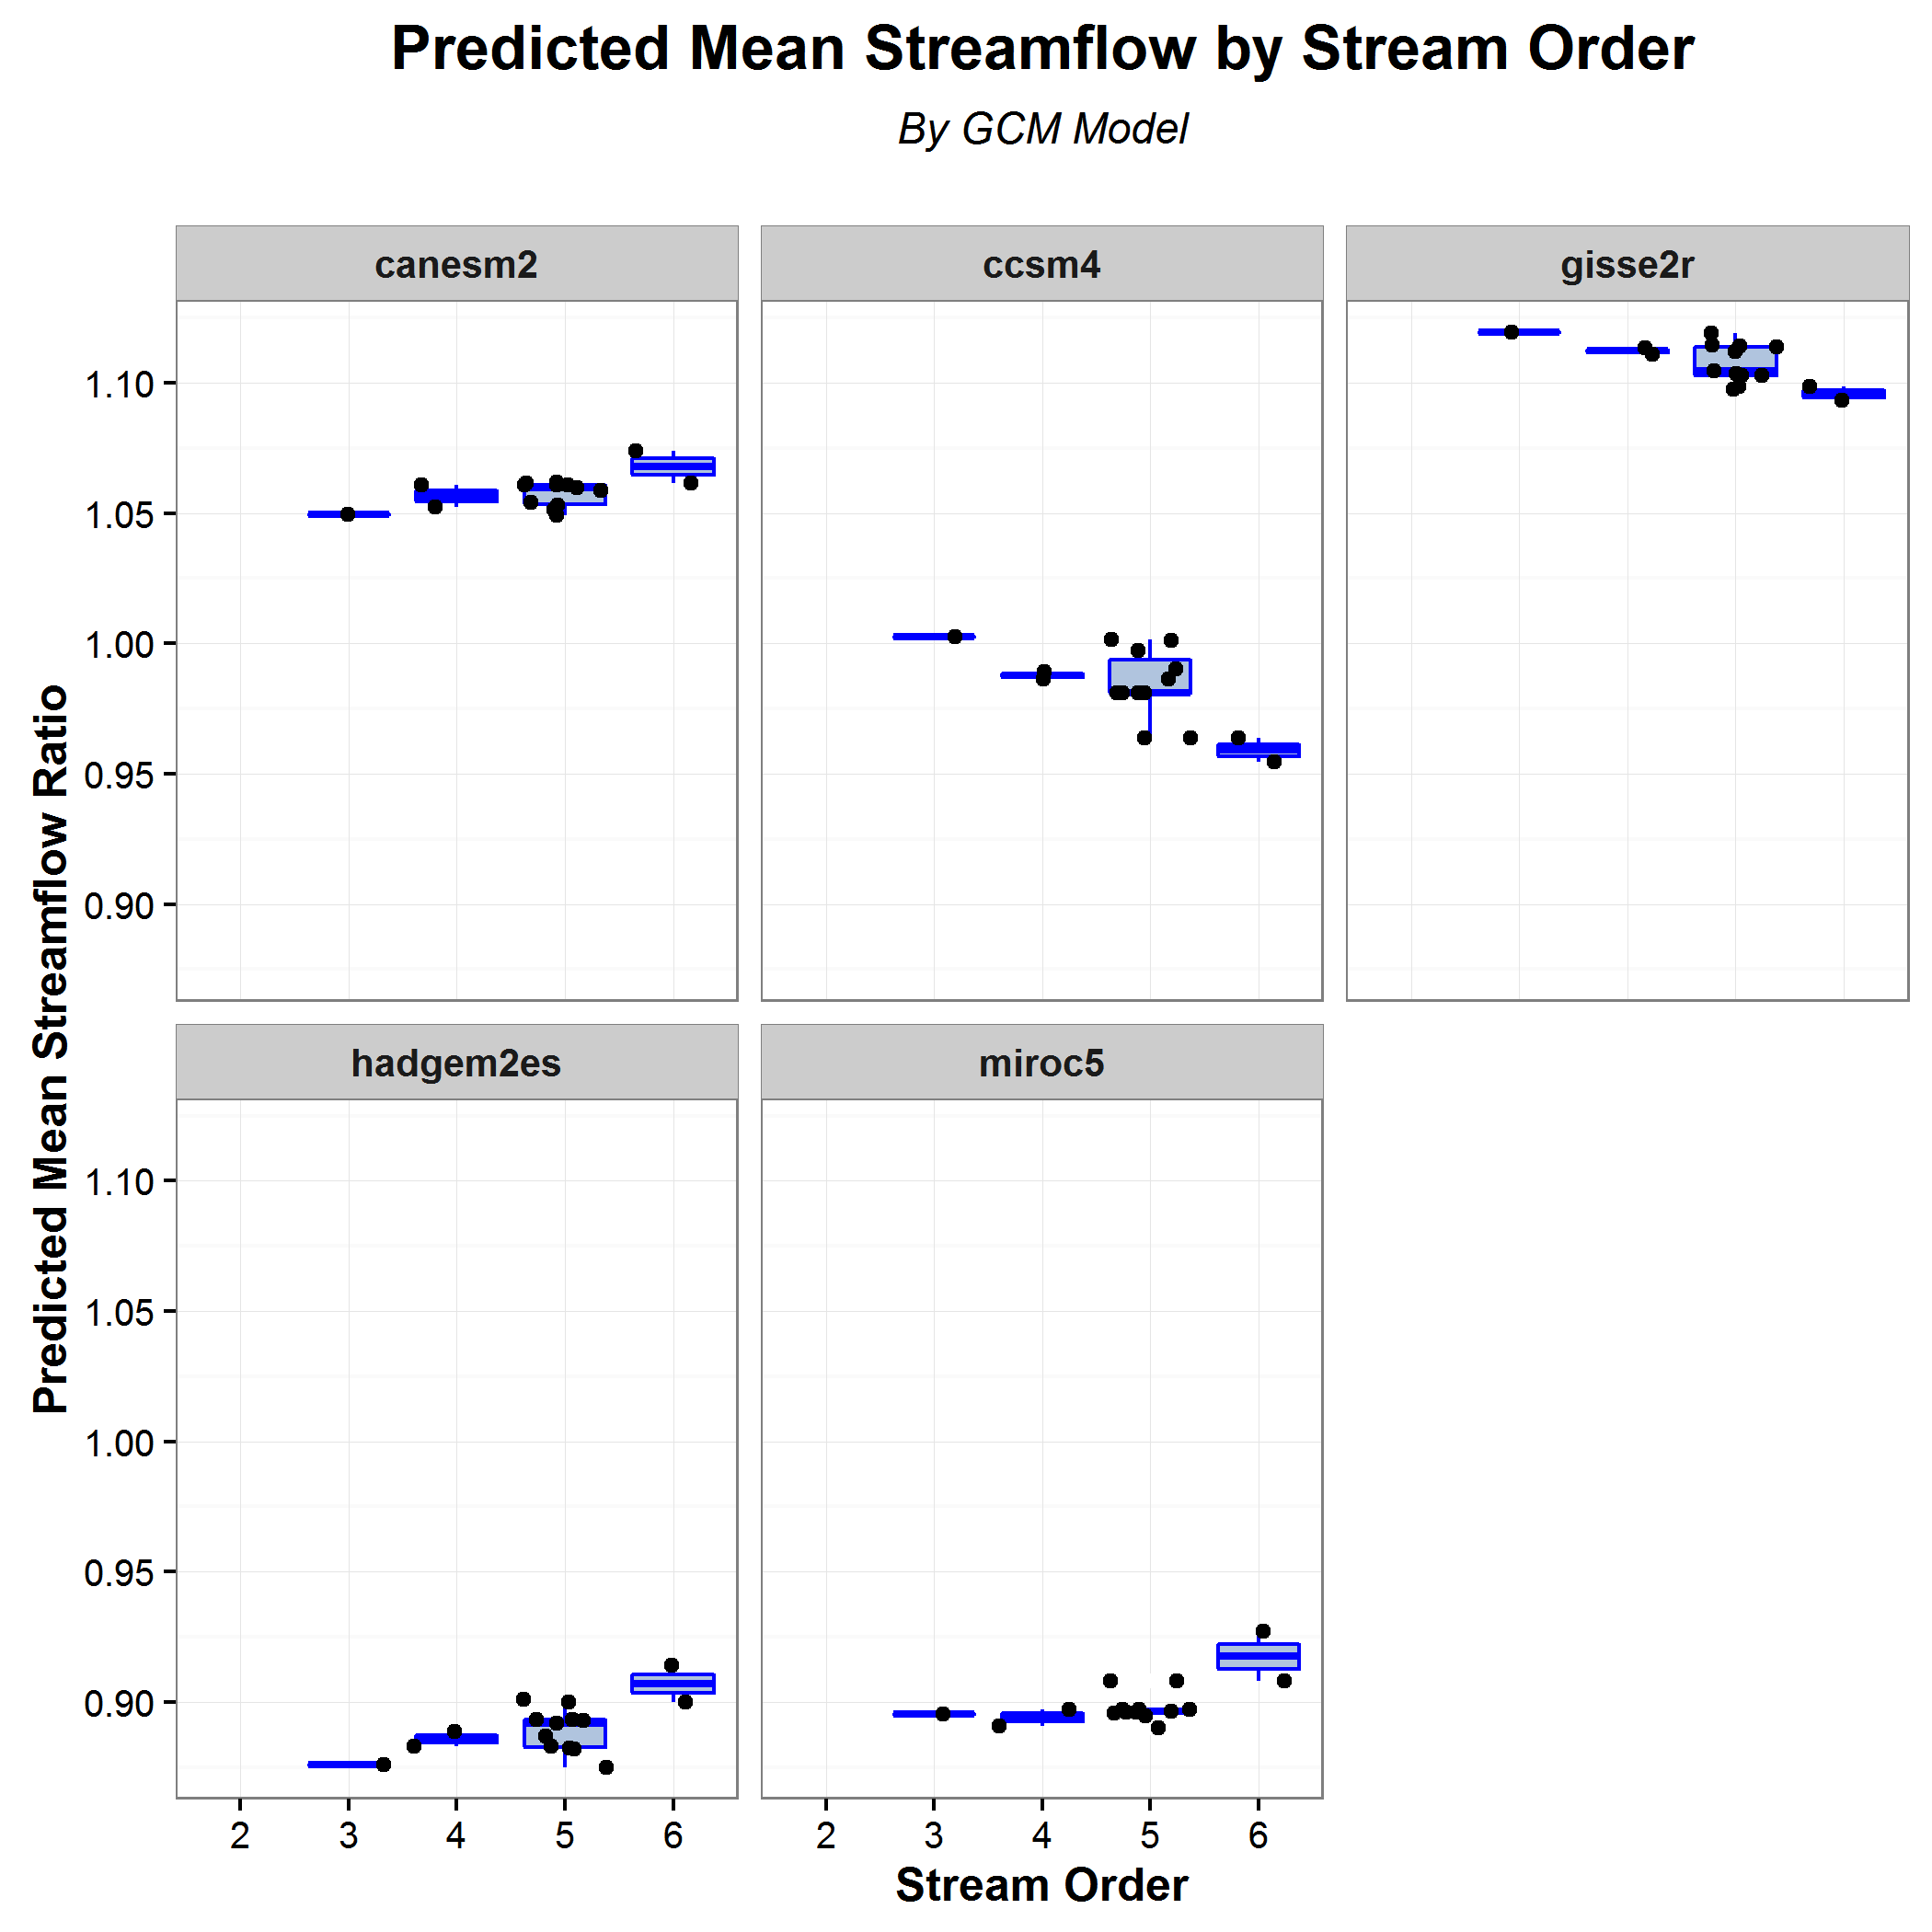 Predicted Mean Streamflow by Stream Order
By GCM Model
canesm2
ccsm4
gisse2r
1.10
1.05
1.00
0.95
0.90
Predicted Mean Streamflow Ratio
hadgem2es
miroc5
1.10
1.05
1.00
0.95
0.90
2 3 4 5 6
2 3 4 5 6
Stream Order